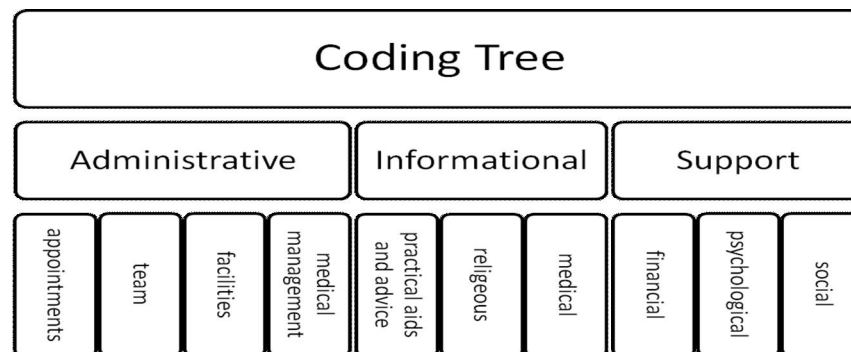 Coding Tree
Administrative
Informational
Support
appointments
team
facilities
medical
management
practical aids
and advice
religeous
medical
financial
psychological
social